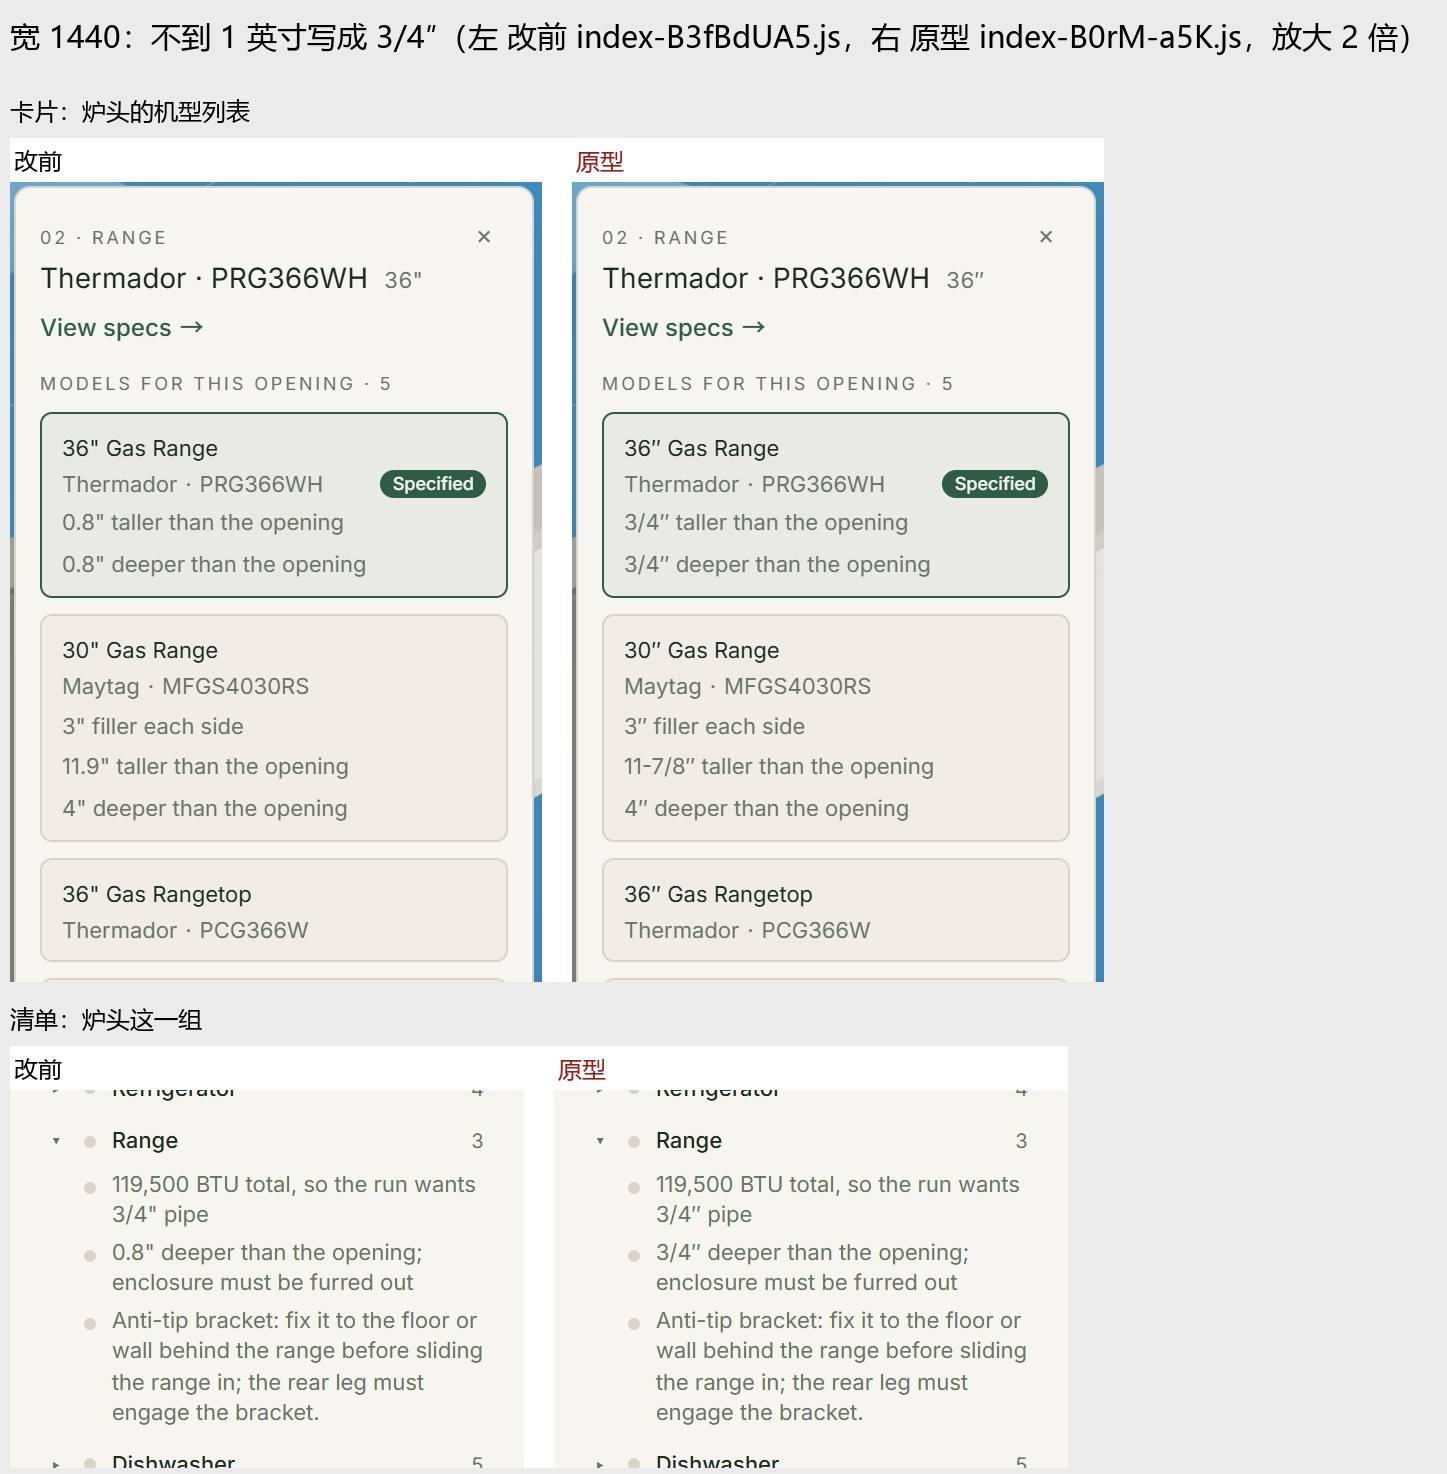 宽 1440：不到 1 英寸写成 3/4″（左 改前 index-B3fBdUA5.js，右 原型 index-B0rM-a5K.js，放大 2 倍）
卡片：炉头的机型列表
改前
02 · RANGE ×
Thermador · PRG366WH 36"
View specs →
MODELS FOR THIS OPENING · 5
36" Gas Range
Thermador · PRG366WH Specified
0.8" taller than the opening
0.8" deeper than the opening
30" Gas Range
Maytag · MFGS4030RS
3" filler each side
11.9" taller than the opening
4" deeper than the opening
36" Gas Rangetop
Thermador · PCG366W
原型
02 · RANGE ×
Thermador · PRG366WH 36″
View specs →
MODELS FOR THIS OPENING · 5
36″ Gas Range
Thermador · PRG366WH Specified
3/4″ taller than the opening
3/4″ deeper than the opening
30″ Gas Range
Maytag · MFGS4030RS
3″ filler each side
11-7/8″ taller than the opening
4″ deeper than the opening
36″ Gas Rangetop
Thermador · PCG366W
清单：炉头这一组
改前
Refrigerator 4
Range 3
119,500 BTU total, so the run wants
3/4" pipe
0.8" deeper than the opening;
enclosure must be furred out
Anti-tip bracket: fix it to the floor or
wall behind the range before sliding
the range in; the rear leg must
engage the bracket.
Dishwasher 5
原型
Refrigerator 4
Range 3
119,500 BTU total, so the run wants
3/4″ pipe
3/4″ deeper than the opening;
enclosure must be furred out
Anti-tip bracket: fix it to the floor or
wall behind the range before sliding
the range in; the rear leg must
engage the bracket.
Dishwasher 5